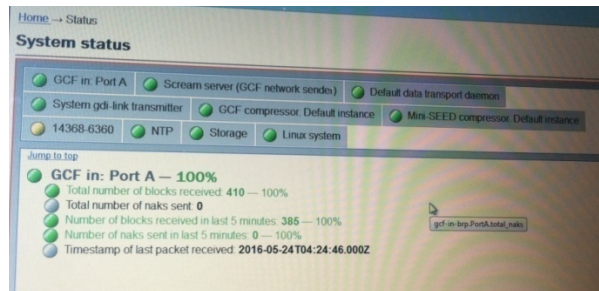 Home → Status
System status
GCF in: Port A
Scream server (GCF network sender)
Default data transport daemon
System gdi-link transmitter
GCF compressor. Default instance
Mini-SEED compressor. Default instance
14368-6360
NTP
Storage
Linux system
Jump to top
GCF in: Port A — 100%
Total number of blocks received: 410 — 100%
Total number of naks sent: 0
Number of blocks received in last 5 minutes: 385 — 100%
gcf-in-brp.PortA.total_naks
Number of naks sent in last 5 minutes: 0 — 100%
Timestamp of last packet received: 2016-05-24T04:24:46.000Z